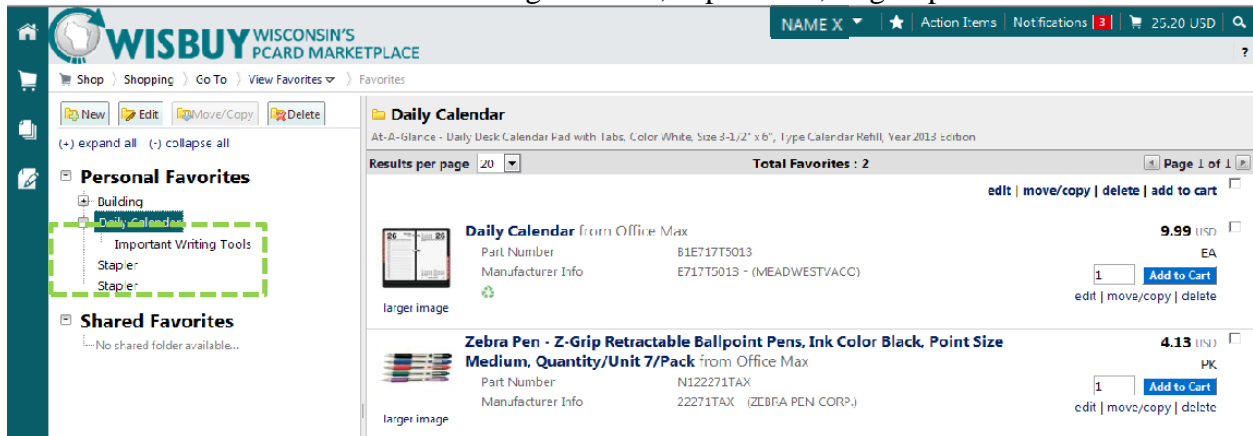 NAME X Action Items Notifications 3 25.20 USD
WISBUY WISCONSIN'S
PCARD MARKETPLACE
?
Shop Shopping Go To View Favorites Favorites
New Edit Move/Copy Delete
(+) expand all (-) collapse all
Personal Favorites
Building
Daily Calendar
Important Writing Tools
Stapler
Stapler
Shared Favorites
No shared folder available...
Daily Calendar
At-A-Glance - Daily Desk Calendar Pad with Tabs, Color White, Size 3-1/2" x 6", Type Calendar Refill, Year 2013 Edition
Results per page 20 Total Favorites : 2 Page 1 of 1
edit | move/copy | delete | add to cart
26 26
Daily Calendar from Office Max 9.99 USD
Part Number B1E717T5013 EA
Manufacturer Info E717T5013 - (MEADWESTVACO) 1 Add to Cart
edit | move/copy | delete
larger image
Zebra Pen - Z-Grip Retractable Ballpoint Pens, Ink Color Black, Point Size 4.13 USD
Medium, Quantity/Unit 7/Pack from Office Max PK
Part Number N122271TAX 1 Add to Cart
Manufacturer Info 22271TAX (ZEBRA PEN CORP.)
edit | move/copy | delete
larger image